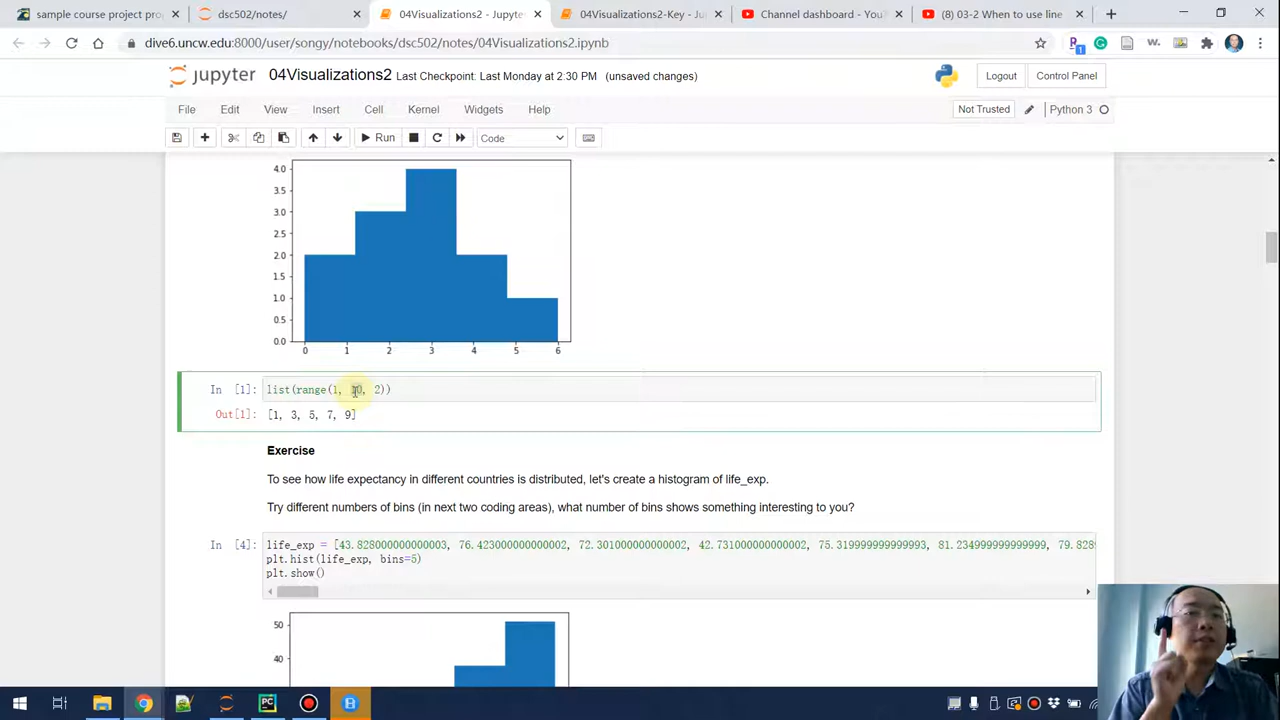 sample course project prop
dsc502/notes/
04Visualizations2 - Jupyter
04Visualizations2-Key - Ju
Channel dashboard - You
(8) 03-2 When to use line
dive6.uncw.edu:8000/user/songy/notebooks/dsc502/notes/04Visualizations2.ipynb
jupyter 04Visualizations2 Last Checkpoint: Last Monday at 2:30 PM (unsaved changes)
Logout Control Panel
File Edit View Insert Cell Kernel Widgets Help
Not Trusted Python 3
Run Code
4.0
3.5
3.0
2.5
2.0
1.5
1.0
0.5
0.0
0 1 2 3 4 5 6
In [1]: list(range(1, 10, 2))
Out[1]: [1, 3, 5, 7, 9]
Exercise
To see how life expectancy in different countries is distributed, let's create a histogram of life_exp.
Try different numbers of bins (in next two coding areas), what number of bins shows something interesting to you?
In [4]: life_exp = [43.828000000000003, 76.423000000000002, 72.301000000000002, 42.731000000000002, 75.319999999999993, 81.234999999999999, 79.829
plt.hist(life_exp, bins=5)
plt.show()
50
40